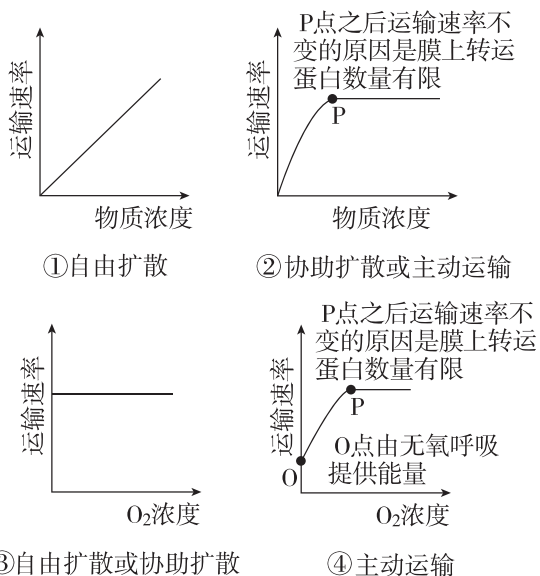 P点之后运输速率不
变的原因是膜上转运
蛋白数量有限
运输速率
物质浓度
①自由扩散
运输速率
P
物质浓度
②协助扩散或主动运输
运输速率
O₂浓度
③自由扩散或协助扩散
P点之后运输速率不
变的原因是膜上转运
蛋白数量有限
运输速率
P
O点由无氧呼吸
提供能量
O
O₂浓度
④主动运输